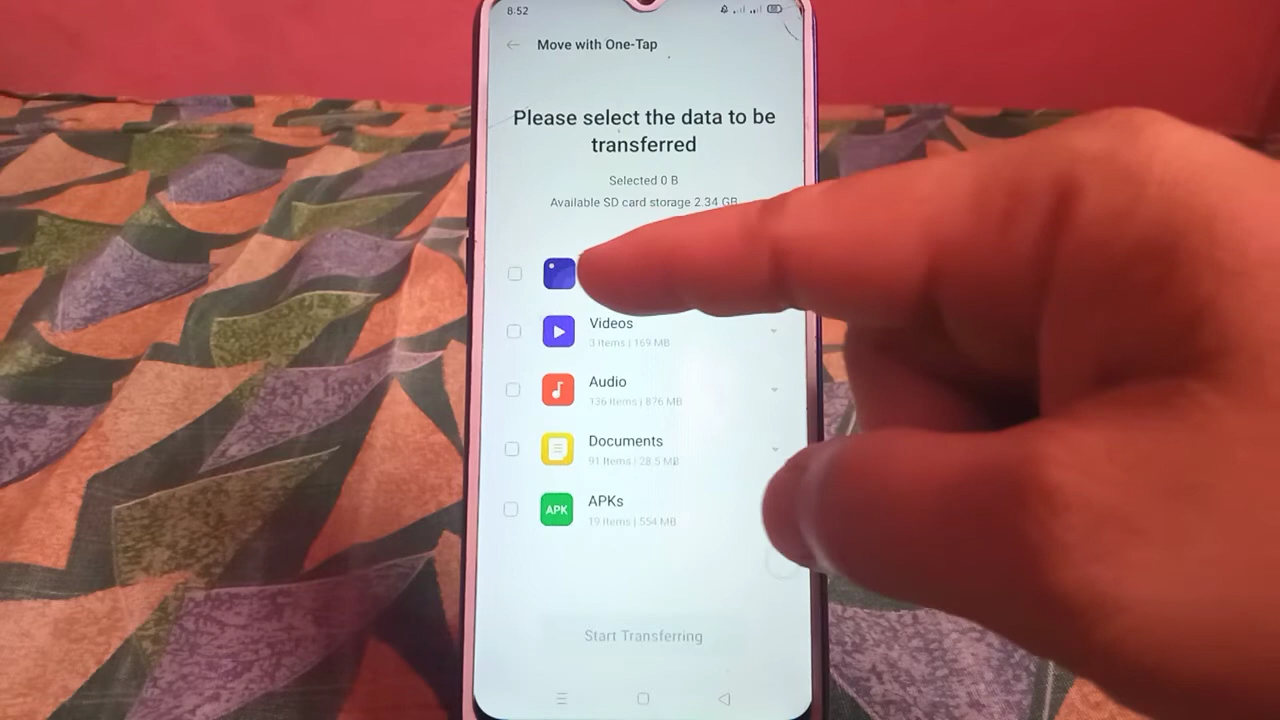 8:52
Move with One-Tap
Please select the data to be
transferred
Selected 0 B
Available SD card storage 2.34 GB
Videos
3 Items | 169 MB
Audio
136 Items | 876 MB
Documents
91 Items | 28.5 MB
APK
APKs
19 Items | 554 MB
Start Transferring